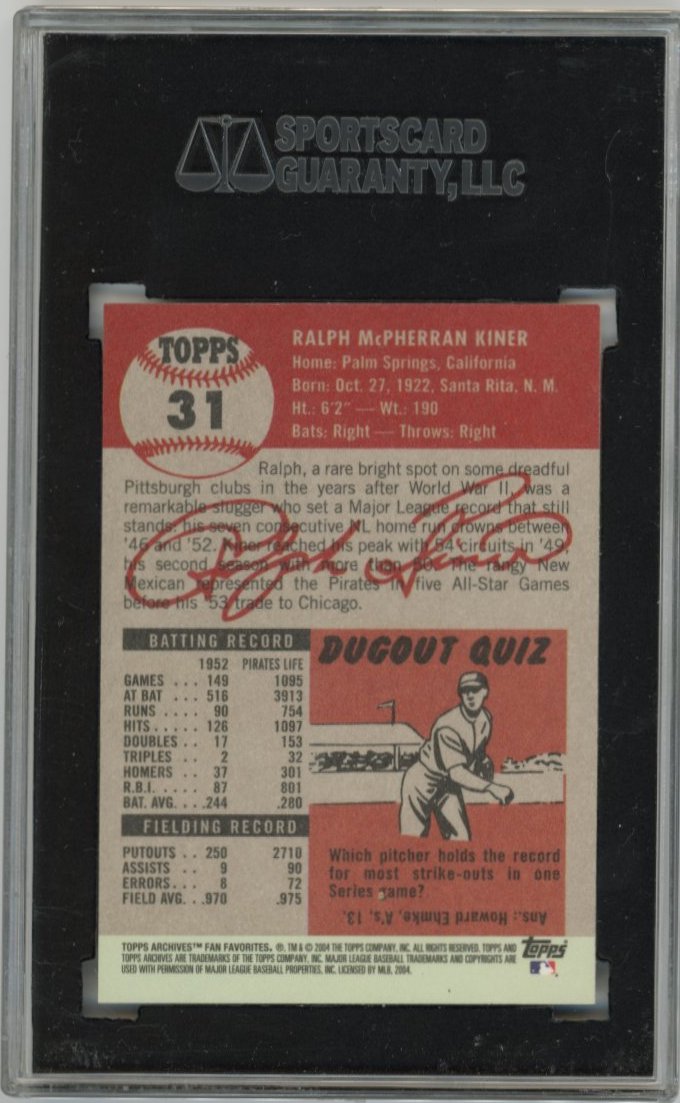 SPORTSCARD
GUARANTY, LLC
TOPPS
31
RALPH McPHERRAN KINER
Home: Palm Springs, California
Born: Oct. 27, 1922, Santa Rita, N. M.
Ht.: 6'2" — Wt.: 190
Bats: Right — Throws: Right
Ralph, a rare bright spot on some dreadful
Pittsburgh clubs in the years after World War II, was a
remarkable slugger who set a Major League record that still
stands: his seven consecutive NL home run crowns between
'46 and '52. Kiner reached his peak with 54 circuits in '49,
his second season with more than 50. The rangy New
Mexican represented the Pirates in five All-Star Games
before his '53 trade to Chicago.
Ralph Kiner
BATTING RECORD
1952 PIRATES LIFE
GAMES . . . 149 1095
AT BAT . . . 516 3913
RUNS . . . . 90 754
HITS . . . . . 126 1097
DOUBLES . . 17 153
TRIPLES . . 2 32
HOMERS . . 37 301
R.B.I. . . . . 87 801
BAT. AVG. . . .244 .280
FIELDING RECORD
PUTOUTS . . 250 2710
ASSISTS . . 9 90
ERRORS. . . 8 72
FIELD AVG. . .970 .975
DUGOUT QUIZ
Which pitcher holds the record
for most strike-outs in one
Series game?
Ans.: Howard Ehmke, A's, 13.
TOPPS ARCHIVES™ FAN FAVORITES. ®, TM & © 2004 THE TOPPS COMPANY, INC. ALL RIGHTS RESERVED. TOPPS AND
TOPPS ARCHIVES ARE TRADEMARKS OF THE TOPPS COMPANY, INC. MAJOR LEAGUE BASEBALL TRADEMARKS AND COPYRIGHTS ARE
USED WITH PERMISSION OF MAJOR LEAGUE BASEBALL PROPERTIES, INC. LICENSED BY MLB, 2004.
Topps